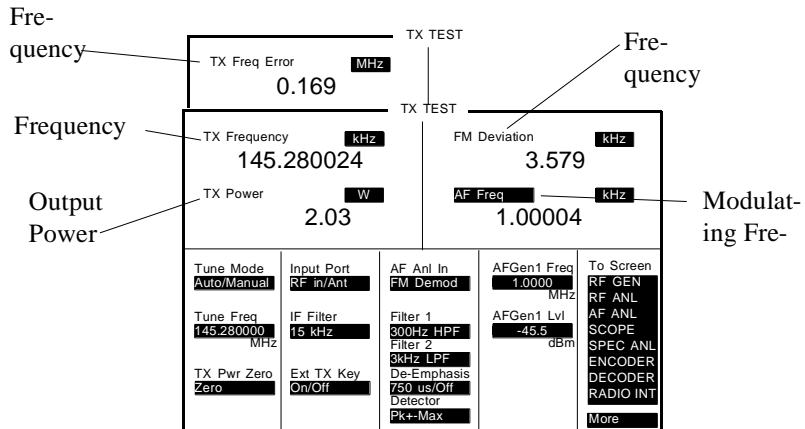 Fre-
quency
TX TEST
TX Freq Error MHz
0.169
Fre-
quency
TX TEST
Frequency
TX Frequency kHz
145.280024
FM Deviation kHz
3.579
Output
Power
TX Power W
2.03
AF Freq kHz
1.00004
Modulat-
ing Fre-
Tune Mode
Auto/Manual
Tune Freq
145.280000
MHz
TX Pwr Zero
Zero
Input Port
RF in/Ant
IF Filter
15 kHz
Ext TX Key
On/Off
AF Anl In
FM Demod
Filter 1
300Hz HPF
Filter 2
3kHz LPF
De-Emphasis
750 us/Off
Detector
Pk+-Max
AFGen1 Freq
1.0000
MHz
AFGen1 Lvl
-45.5
dBm
To Screen
RF GEN
RF ANL
AF ANL
SCOPE
SPEC ANL
ENCODER
DECODER
RADIO INT
More